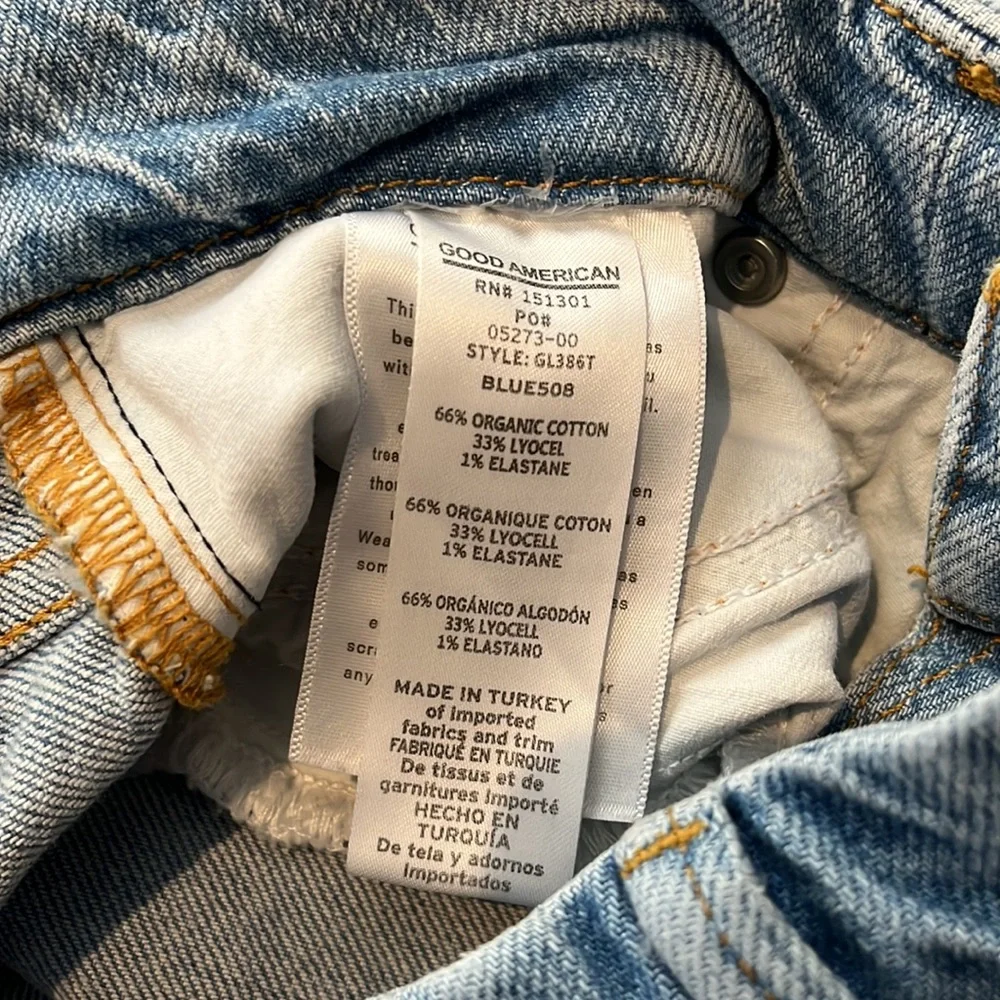 GOOD AMERICAN
RN# 151301
PO#
05273-00
STYLE: GL386T
BLUE508
66% ORGANIC COTTON
33% LYOCEL
1% ELASTANE
66% ORGANIQUE COTON
33% LYOCELL
1% ELASTANE
66% ORGÁNICO ALGODÓN
33% LYOCELL
1% ELASTANO
MADE IN TURKEY
of imported
fabrics and trim
FABRIQUÉ EN TURQUIE
De tissus et de
garnitures importé
HECHO EN
TURQUÍA
De tela y adornos
Importados